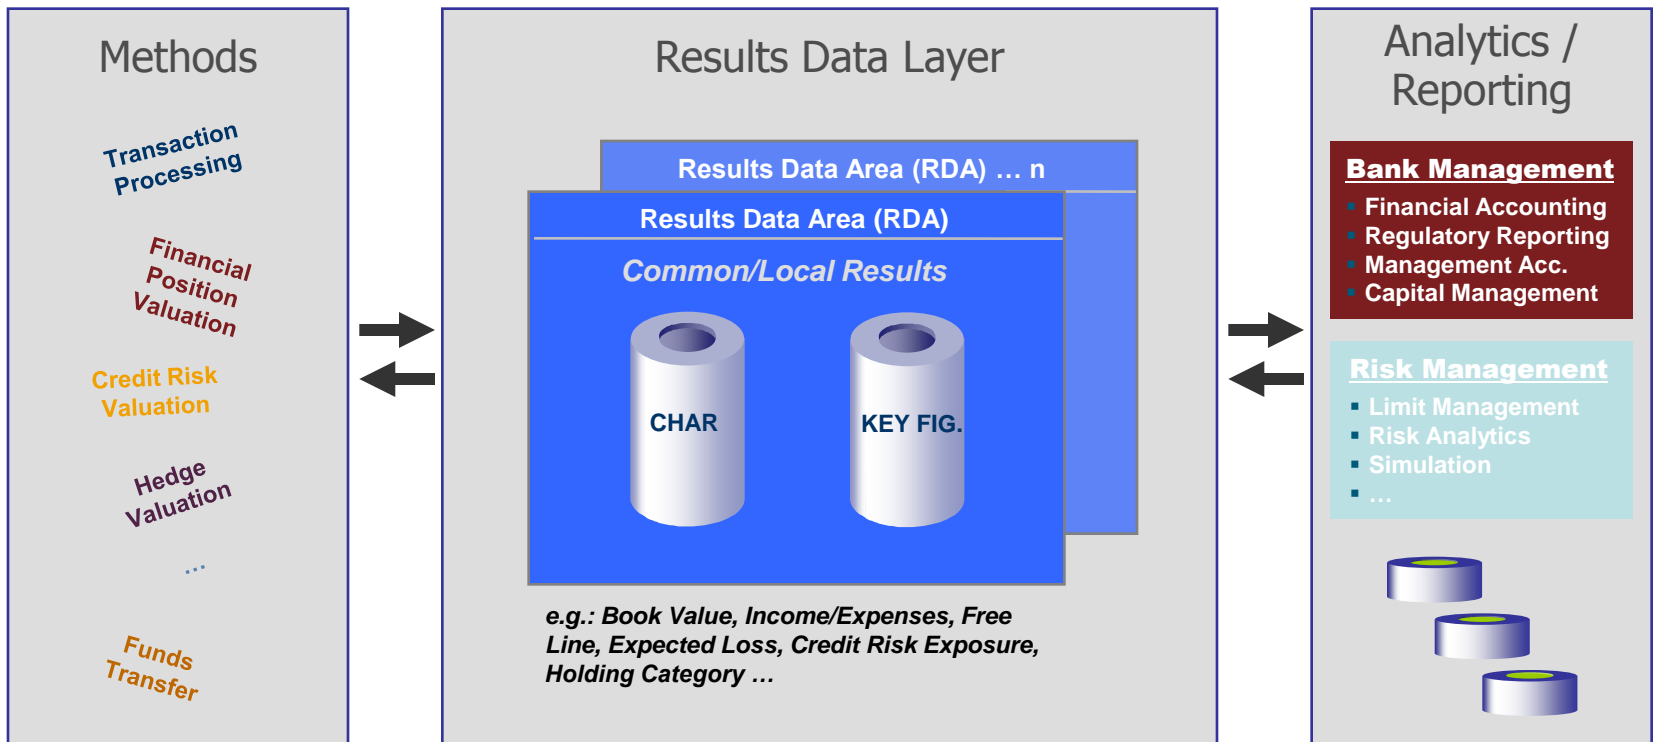 Methods
Transaction
Processing
Financial
Position
Valuation
Credit Risk
Valuation
Hedge
Valuation
...
Funds
Transfer
Results Data Layer
Results Data Area (RDA) … n
Results Data Area (RDA)
Common/Local Results
CHAR
KEY FIG.
e.g.: Book Value, Income/Expenses, Free
Line, Expected Loss, Credit Risk Exposure,
Holding Category …
Analytics /
Reporting
Bank Management
▪ Financial Accounting
▪ Regulatory Reporting
▪ Management Acc.
▪ Capital Management
Risk Management
▪ Limit Management
▪ Risk Analytics
▪ Simulation
▪ …